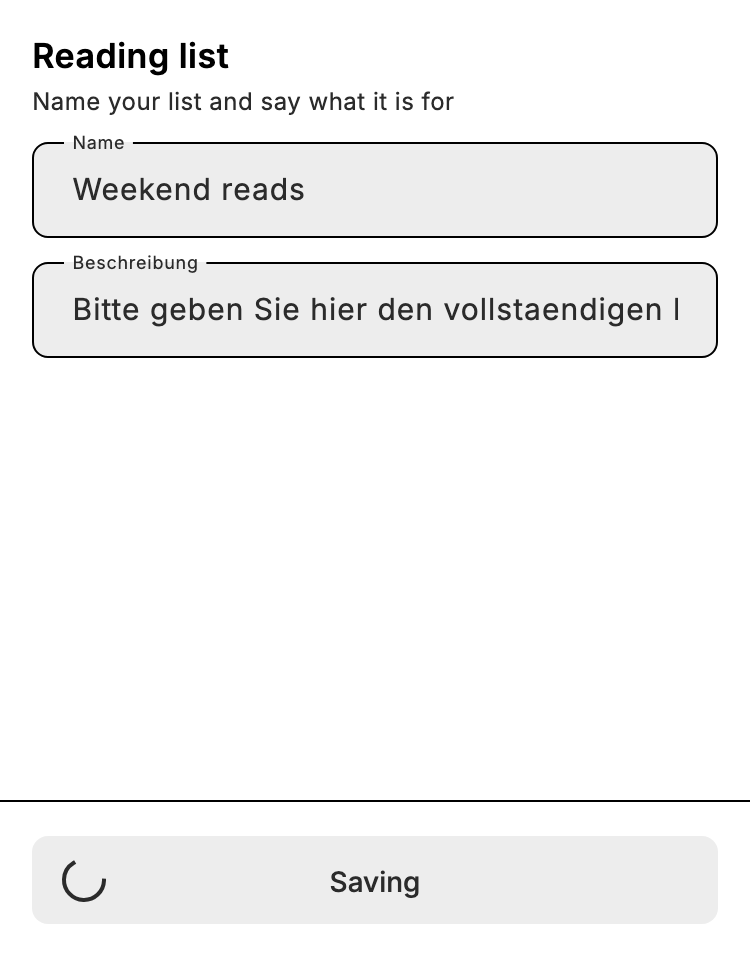 Reading list
Name your list and say what it is for
Name
Weekend reads
Beschreibung
Bitte geben Sie hier den vollstaendigen
Saving